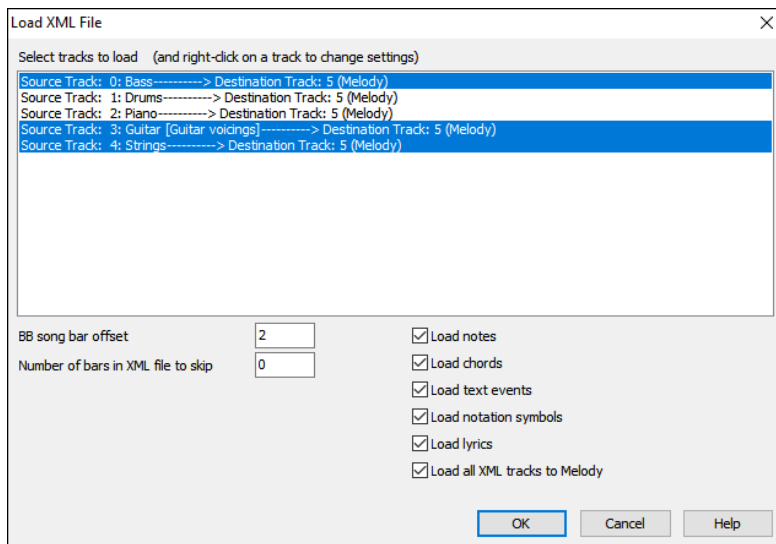 Load XML File
Select tracks to load (and right-click on a track to change settings)
Source Track: 0: Bass----------> Destination Track: 5 (Melody)
Source Track: 1: Drums----------> Destination Track: 5 (Melody)
Source Track: 2: Piano----------> Destination Track: 5 (Melody)
Source Track: 3: Guitar [Guitar voicings]----------> Destination Track: 5 (Melody)
Source Track: 4: Strings----------> Destination Track: 5 (Melody)
BB song bar offset 2
Number of bars in XML file to skip 0
Load notes
Load chords
Load text events
Load notation symbols
Load lyrics
Load all XML tracks to Melody
OK Cancel Help